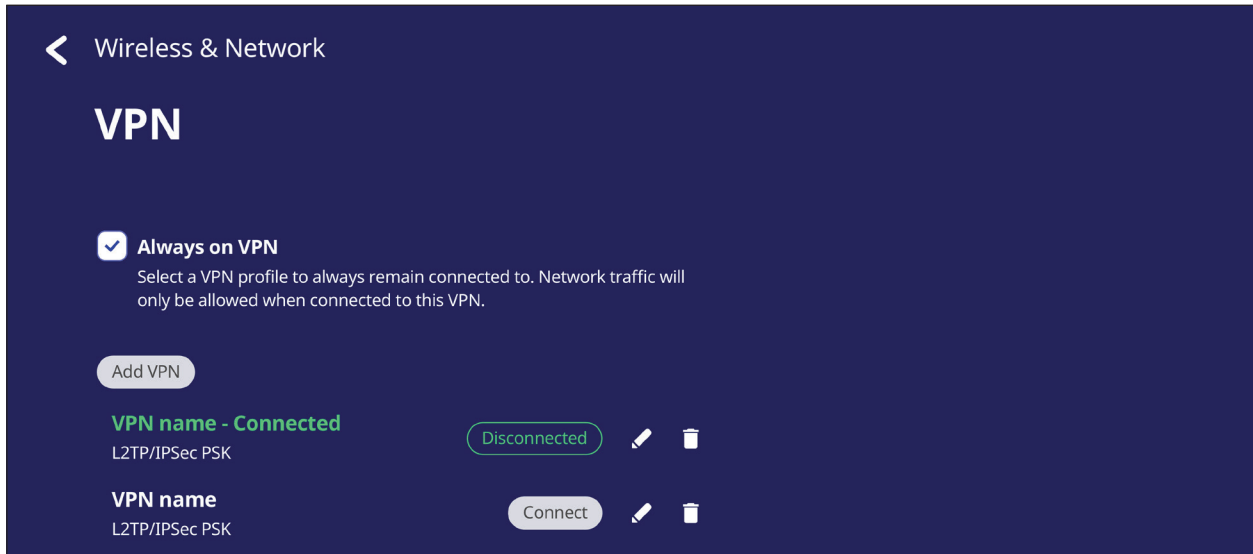 Wireless & Network
VPN
Always on VPN
Select a VPN profile to always remain connected to. Network traffic will
only be allowed when connected to this VPN.
Add VPN
VPN name - Connected
L2TP/IPSec PSK
Disconnected
VPN name
L2TP/IPSec PSK
Connect